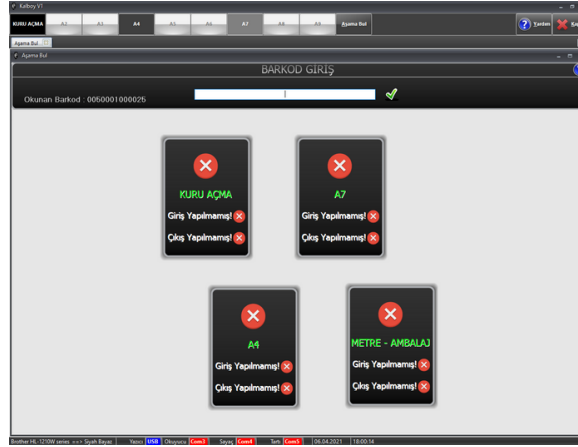 Kalboy V1
KURU AÇMA A2 A3 A4 A5 A6 A7 A8 A9 Aşama Bul Yardım
Aşama Bul
Aşama Bul
BARKOD GİRİŞ
Okunan Barkod : 0050001000025
KURU AÇMA
Giriş Yapılmamış!
Çıkış Yapılmamış!
A7
Giriş Yapılmamış!
Çıkış Yapılmamış!
A4
Giriş Yapılmamış!
Çıkış Yapılmamış!
METRE - AMBALAJ
Giriş Yapılmamış!
Çıkış Yapılmamış!
Brother HL-1210W series ==> Siyah Beyaz Yazıcı USB Okuyucu Com3 Sayaç Com4 Tartı Com5 06.04.2021 18:00:14